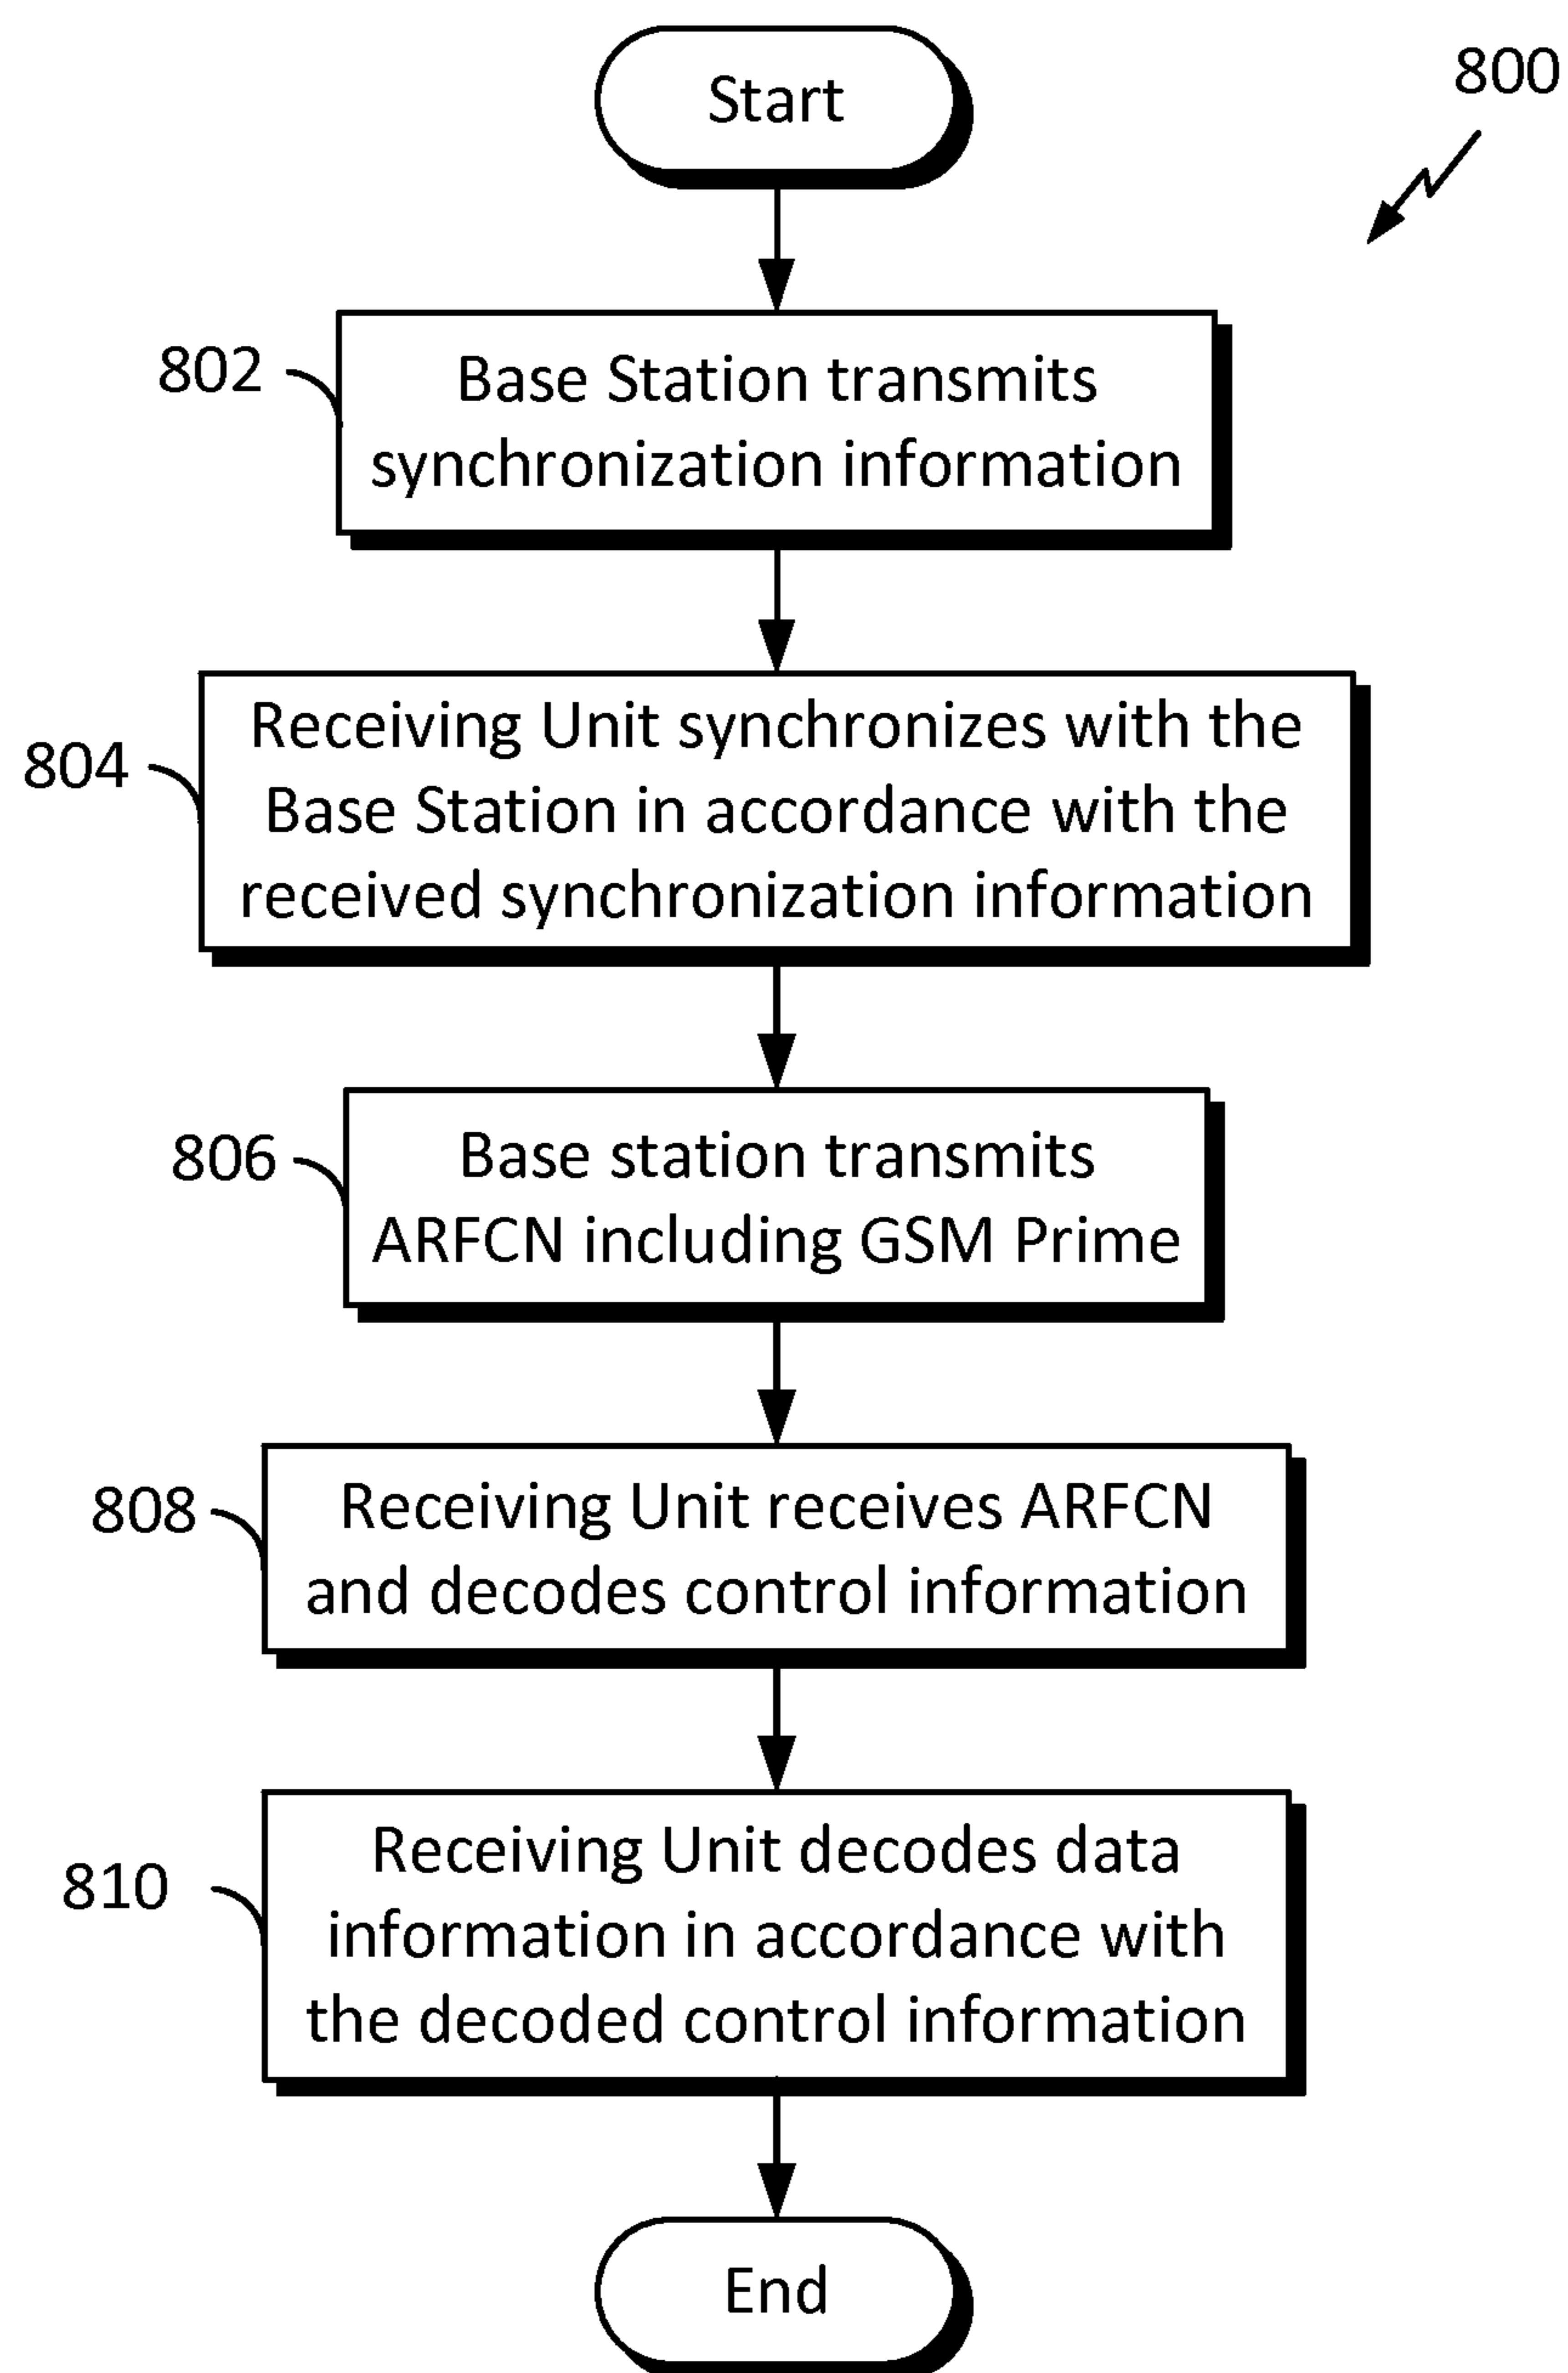 Start
800
802
Base Station transmits
synchronization information
804
Receiving Unit synchronizes with the
Base Station in accordance with the
received synchronization information
806
Base station transmits
ARFCN including GSM Prime
808
Receiving Unit receives ARFCN
and decodes control information
810
Receiving Unit decodes data
information in accordance with
the decoded control information
End